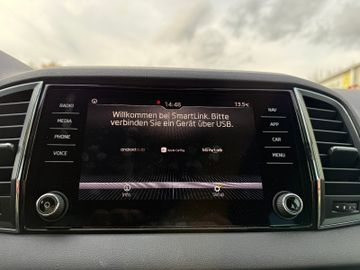 14:48
13.5°C
RADIO
MEDIA
PHONE
VOICE
Willkommen bei SmartLink. Bitte
verbinden Sie ein Gerät über USB.
NAV
APP
CAR
MENU
android auto
Apple CarPlay
MirrorLink
Setup